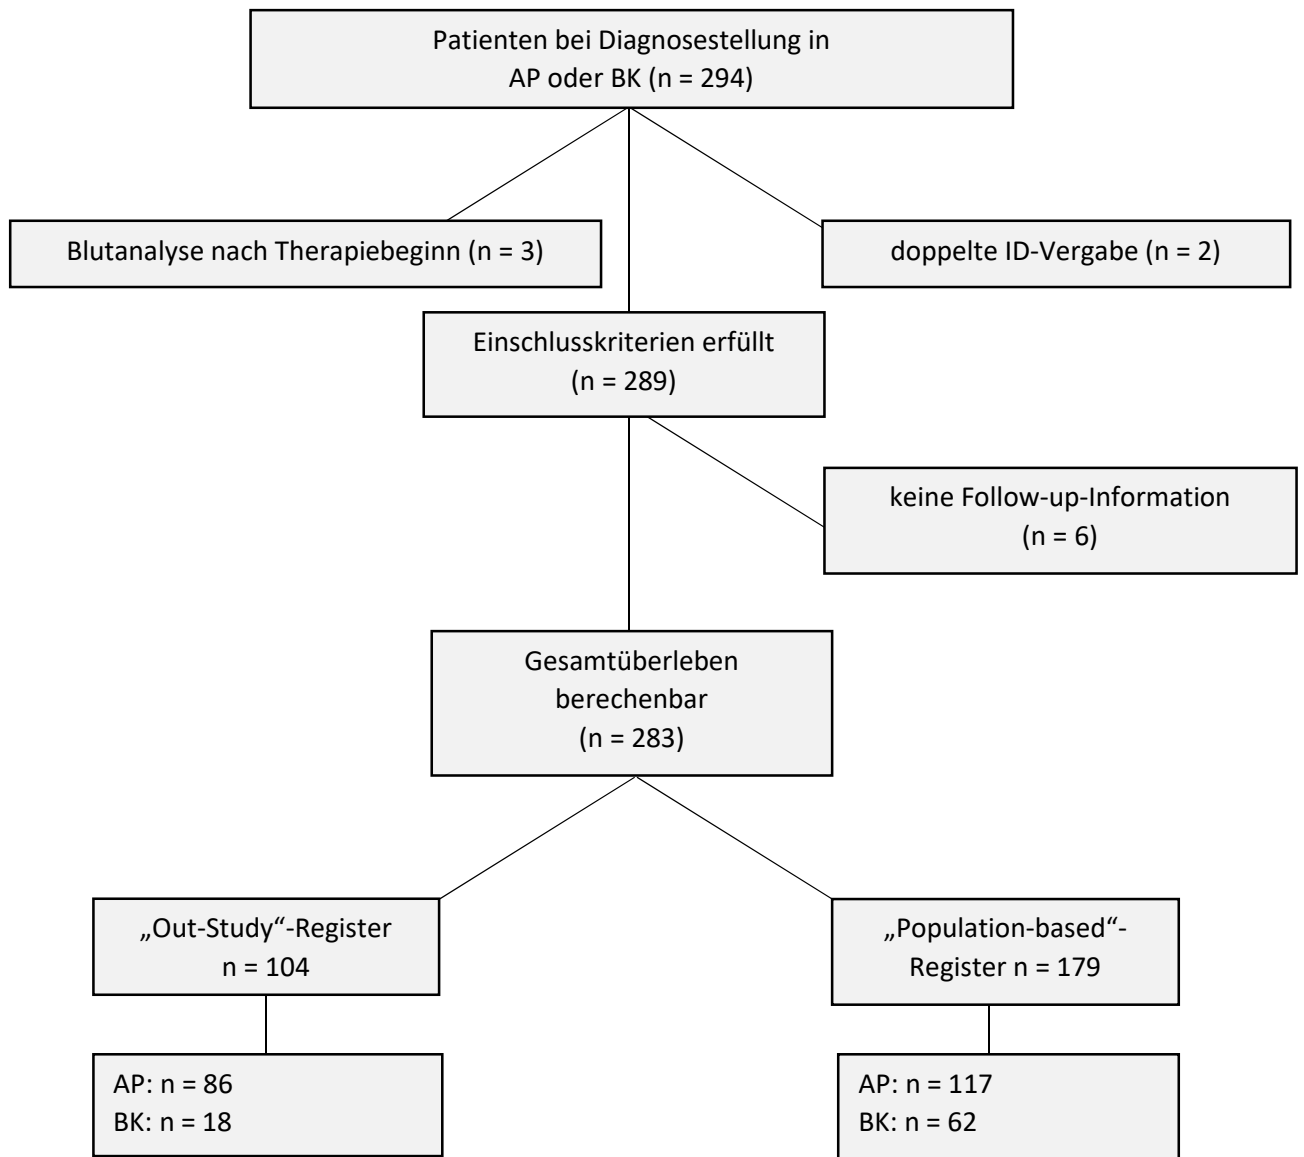 Patienten bei Diagnosestellung in
AP oder BK (n = 294)
Blutanalyse nach Therapiebeginn (n = 3)
doppelte ID-Vergabe (n = 2)
Einschlusskriterien erfüllt
(n = 289)
keine Follow-up-Information
(n = 6)
Gesamtüberleben
berechenbar
(n = 283)
„Out-Study“-Register
n = 104
„Population-based“-
Register n = 179
AP: n = 86
BK: n = 18
AP: n = 117
BK: n = 62